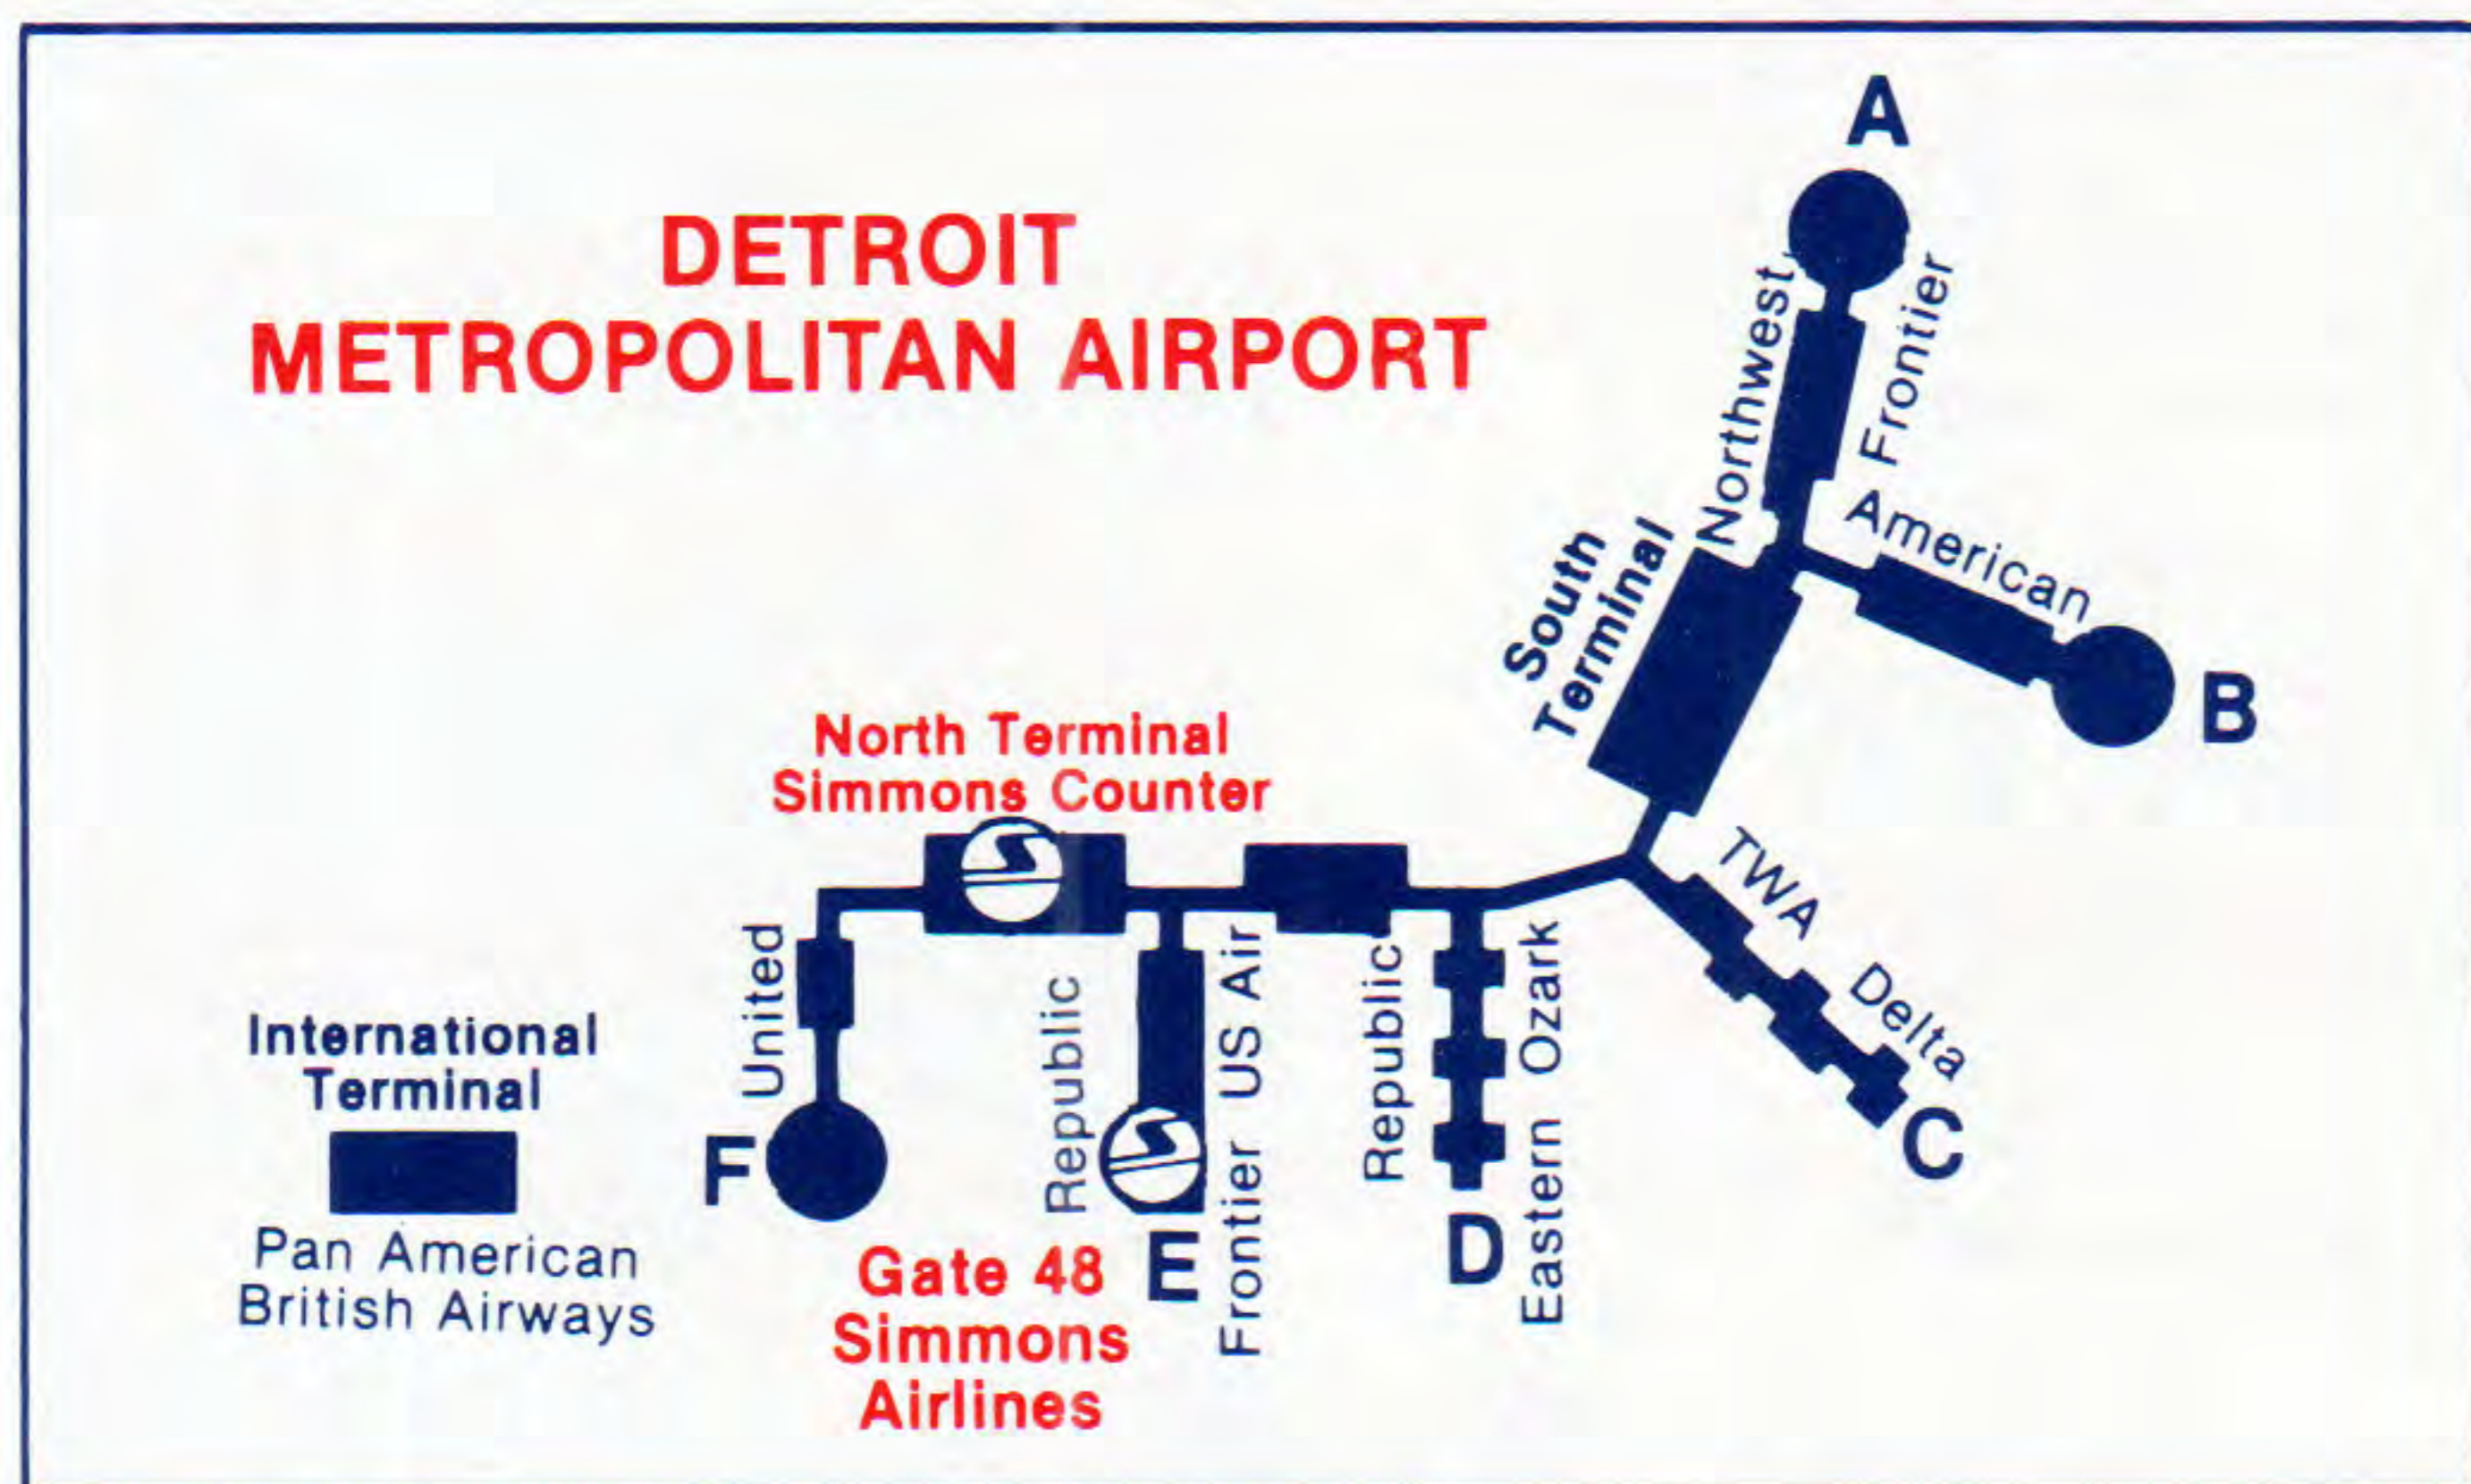 DETROIT
METROPOLITAN AIRPORT
A
Northwest
Frontier
American
B
South
Terminal
North Terminal
Simmons Counter
TWA
Delta
C
International
Terminal
Pan American
British Airways
United
F
Republic
E
Frontier US Air
Republic
D
Eastern Ozark
Gate 48
Simmons
Airlines